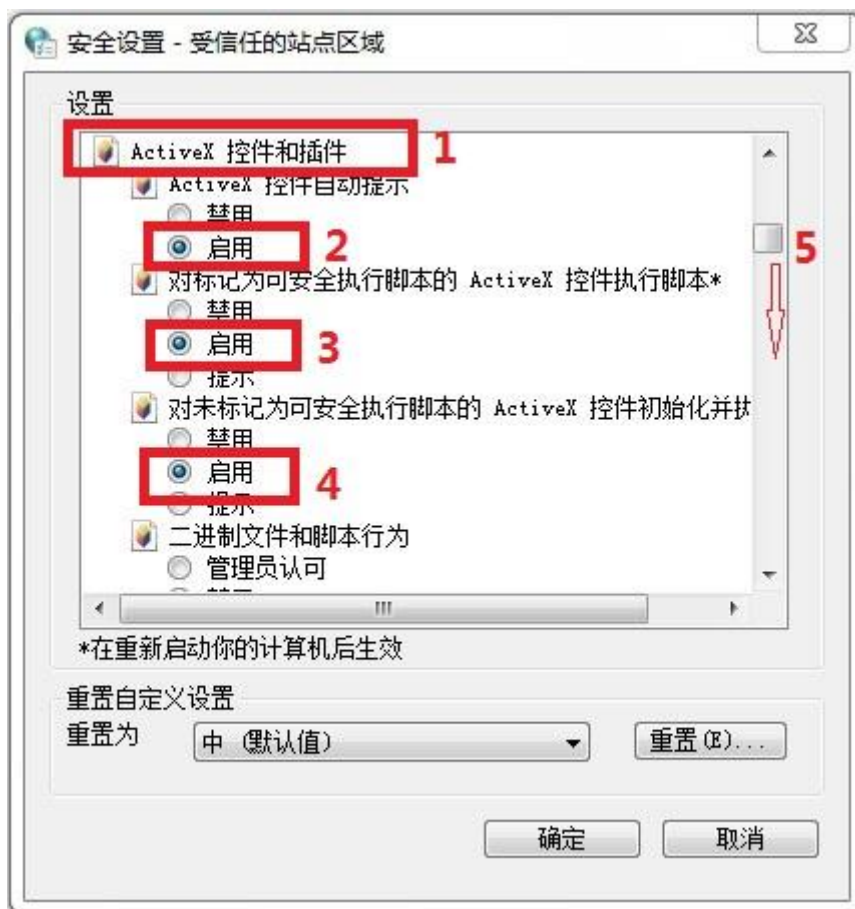 安全设置 - 受信任的站点区域
设置
ActiveX 控件和插件 1
ActiveX 控件自动提示
禁用
启用 2
5
对标记为可安全执行脚本的 ActiveX 控件执行脚本*
禁用
启用 3
提示
对未标记为可安全执行脚本的 ActiveX 控件初始化并执
禁用
启用 4
提示
二进制文件和脚本行为
管理员认可
*在重新启动你的计算机后生效
重置自定义设置
重置为 中 (默认值) 重置(E)...
确定 取消